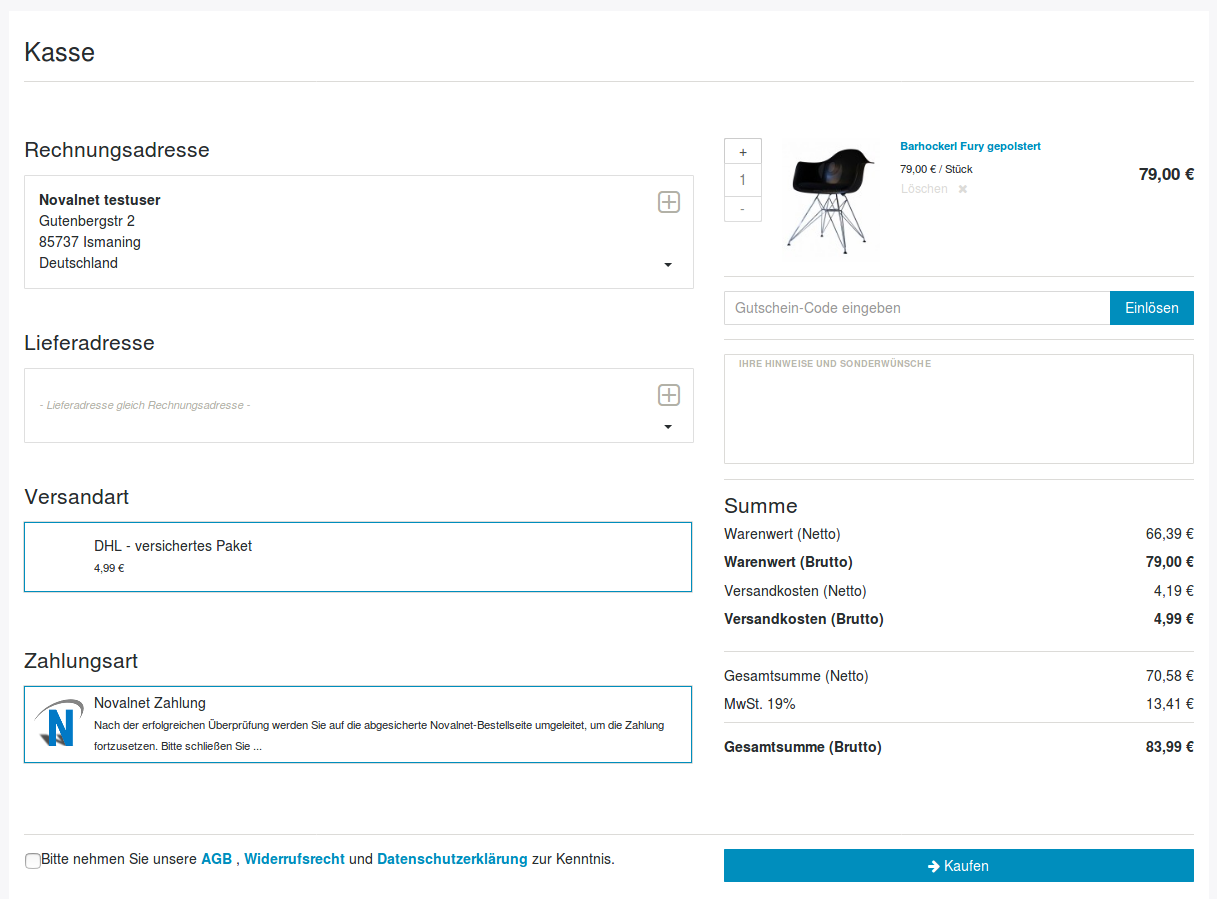 Kasse
Rechnungsadresse
Novalnet testuser
Gutenbergstr 2
85737 Ismaning
Deutschland
Lieferadresse
- Lieferadresse gleich Rechnungsadresse -
Versandart
DHL - versichertes Paket
4,99 €
Zahlungsart
N
Novalnet Zahlung
Nach der erfolgreichen Überprüfung werden Sie auf die abgesicherte Novalnet-Bestellseite umgeleitet, um die Zahlung
fortzusetzen. Bitte schließen Sie ...
+
1
-
Barhockerl Fury gepolstert
79,00 € / Stück
Löschen ✖
79,00 €
Gutschein-Code eingeben
Einlösen
IHRE HINWEISE UND SONDERWÜNSCHE
Summe
Warenwert (Netto) 66,39 €
Warenwert (Brutto) 79,00 €
Versandkosten (Netto) 4,19 €
Versandkosten (Brutto) 4,99 €
Gesamtsumme (Netto) 70,58 €
MwSt. 19% 13,41 €
Gesamtsumme (Brutto) 83,99 €
Bitte nehmen Sie unsere AGB , Widerrufsrecht und Datenschutzerklärung zur Kenntnis.
Kaufen